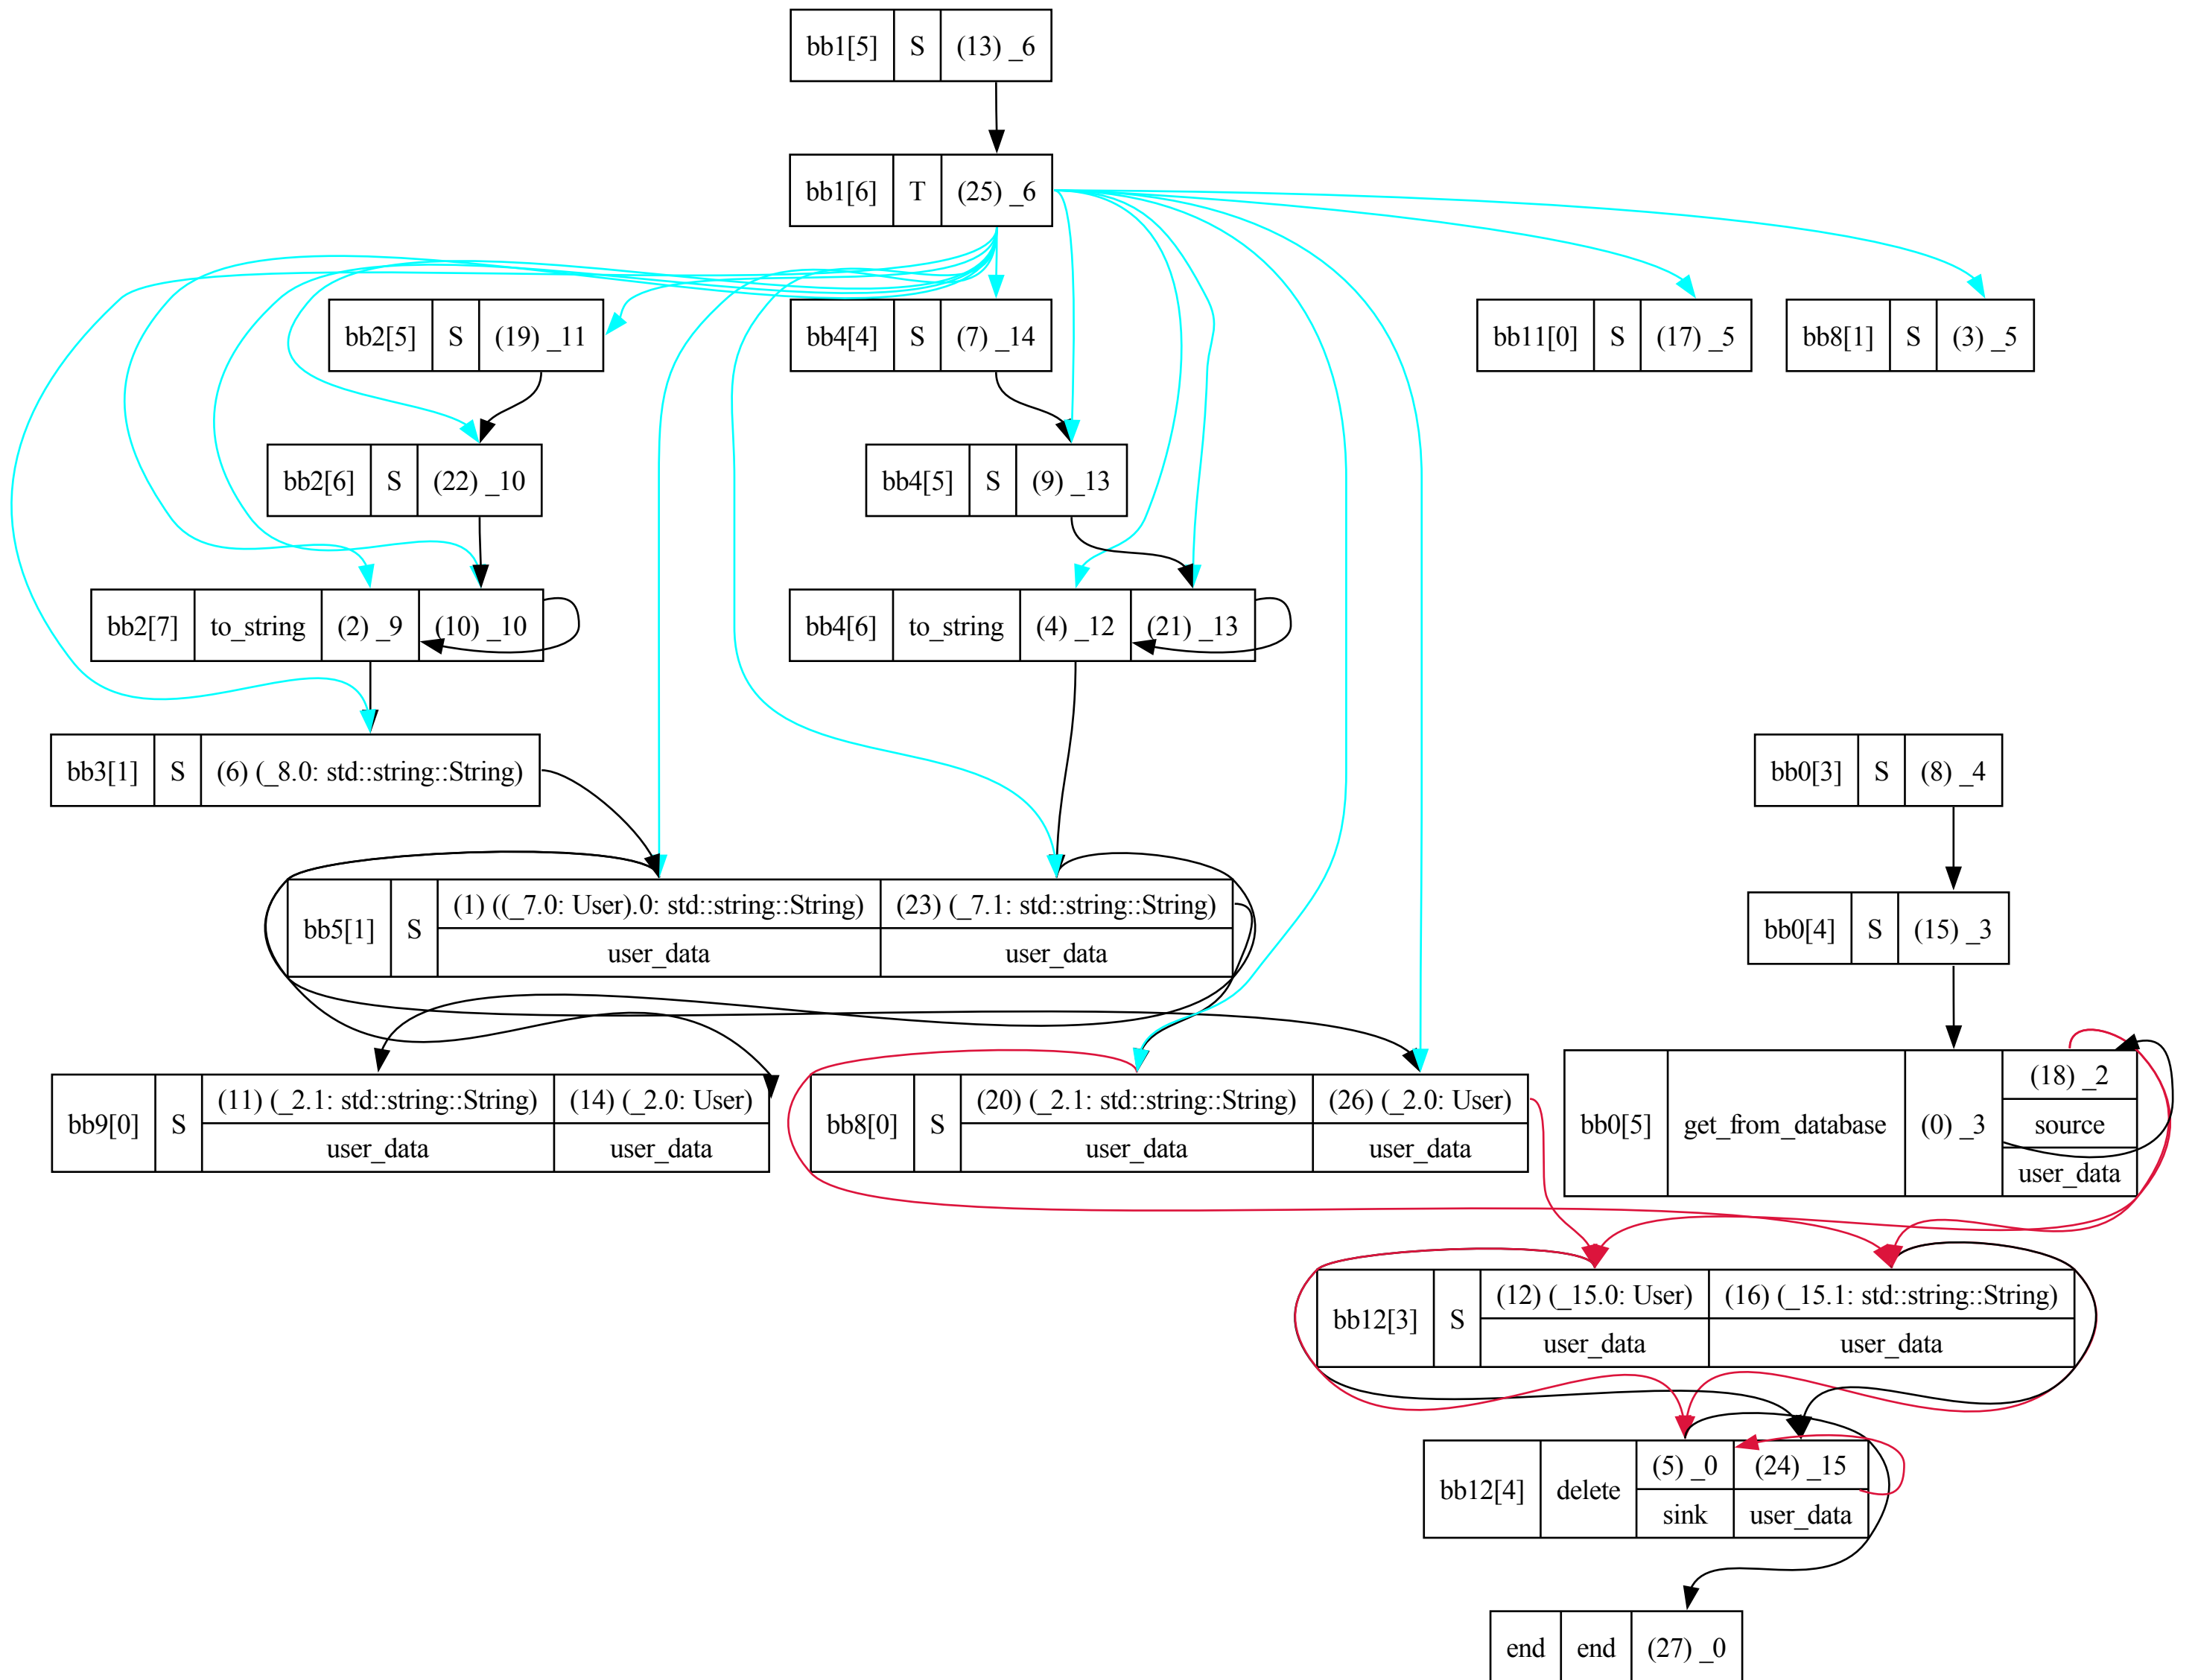 bb1[5] S (13) _6
bb1[6] T (25) _6
bb2[5] S (19) _11
bb4[4] S (7) _14
bb11[0] S (17) _5
bb8[1] S (3) _5
bb2[6] S (22) _10
bb4[5] S (9) _13
bb2[7] to_string (2) _9 (10) _10
bb4[6] to_string (4) _12 (21) _13
bb3[1] S (6) (_8.0: std::string::String)
bb0[3] S (8) _4
bb5[1] S (1) ((_7.0: User).0: std::string::String) (23) (_7.1: std::string::String)
user_data user_data
bb0[4] S (15) _3
bb9[0] S (11) (_2.1: std::string::String) (14) (_2.0: User)
user_data user_data
bb8[0] S (20) (_2.1: std::string::String) (26) (_2.0: User)
user_data user_data
bb0[5] get_from_database (0) _3 (18) _2
source
user_data
bb12[3] S (12) (_15.0: User) (16) (_15.1: std::string::String)
user_data user_data
bb12[4] delete (5) _0 (24) _15
sink user_data
end end (27) _0